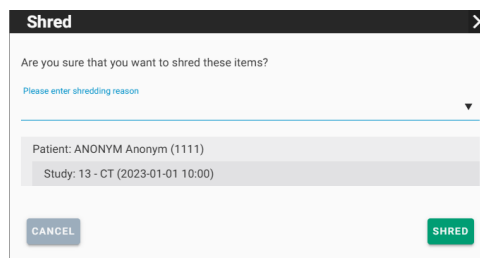 Shred
Are you sure that you want to shred these items?
Please enter shredding reason
Patient: ANONYM Anonym (1111)
Study: 13 - CT (2023-01-01 10:00)
CANCEL
SHRED